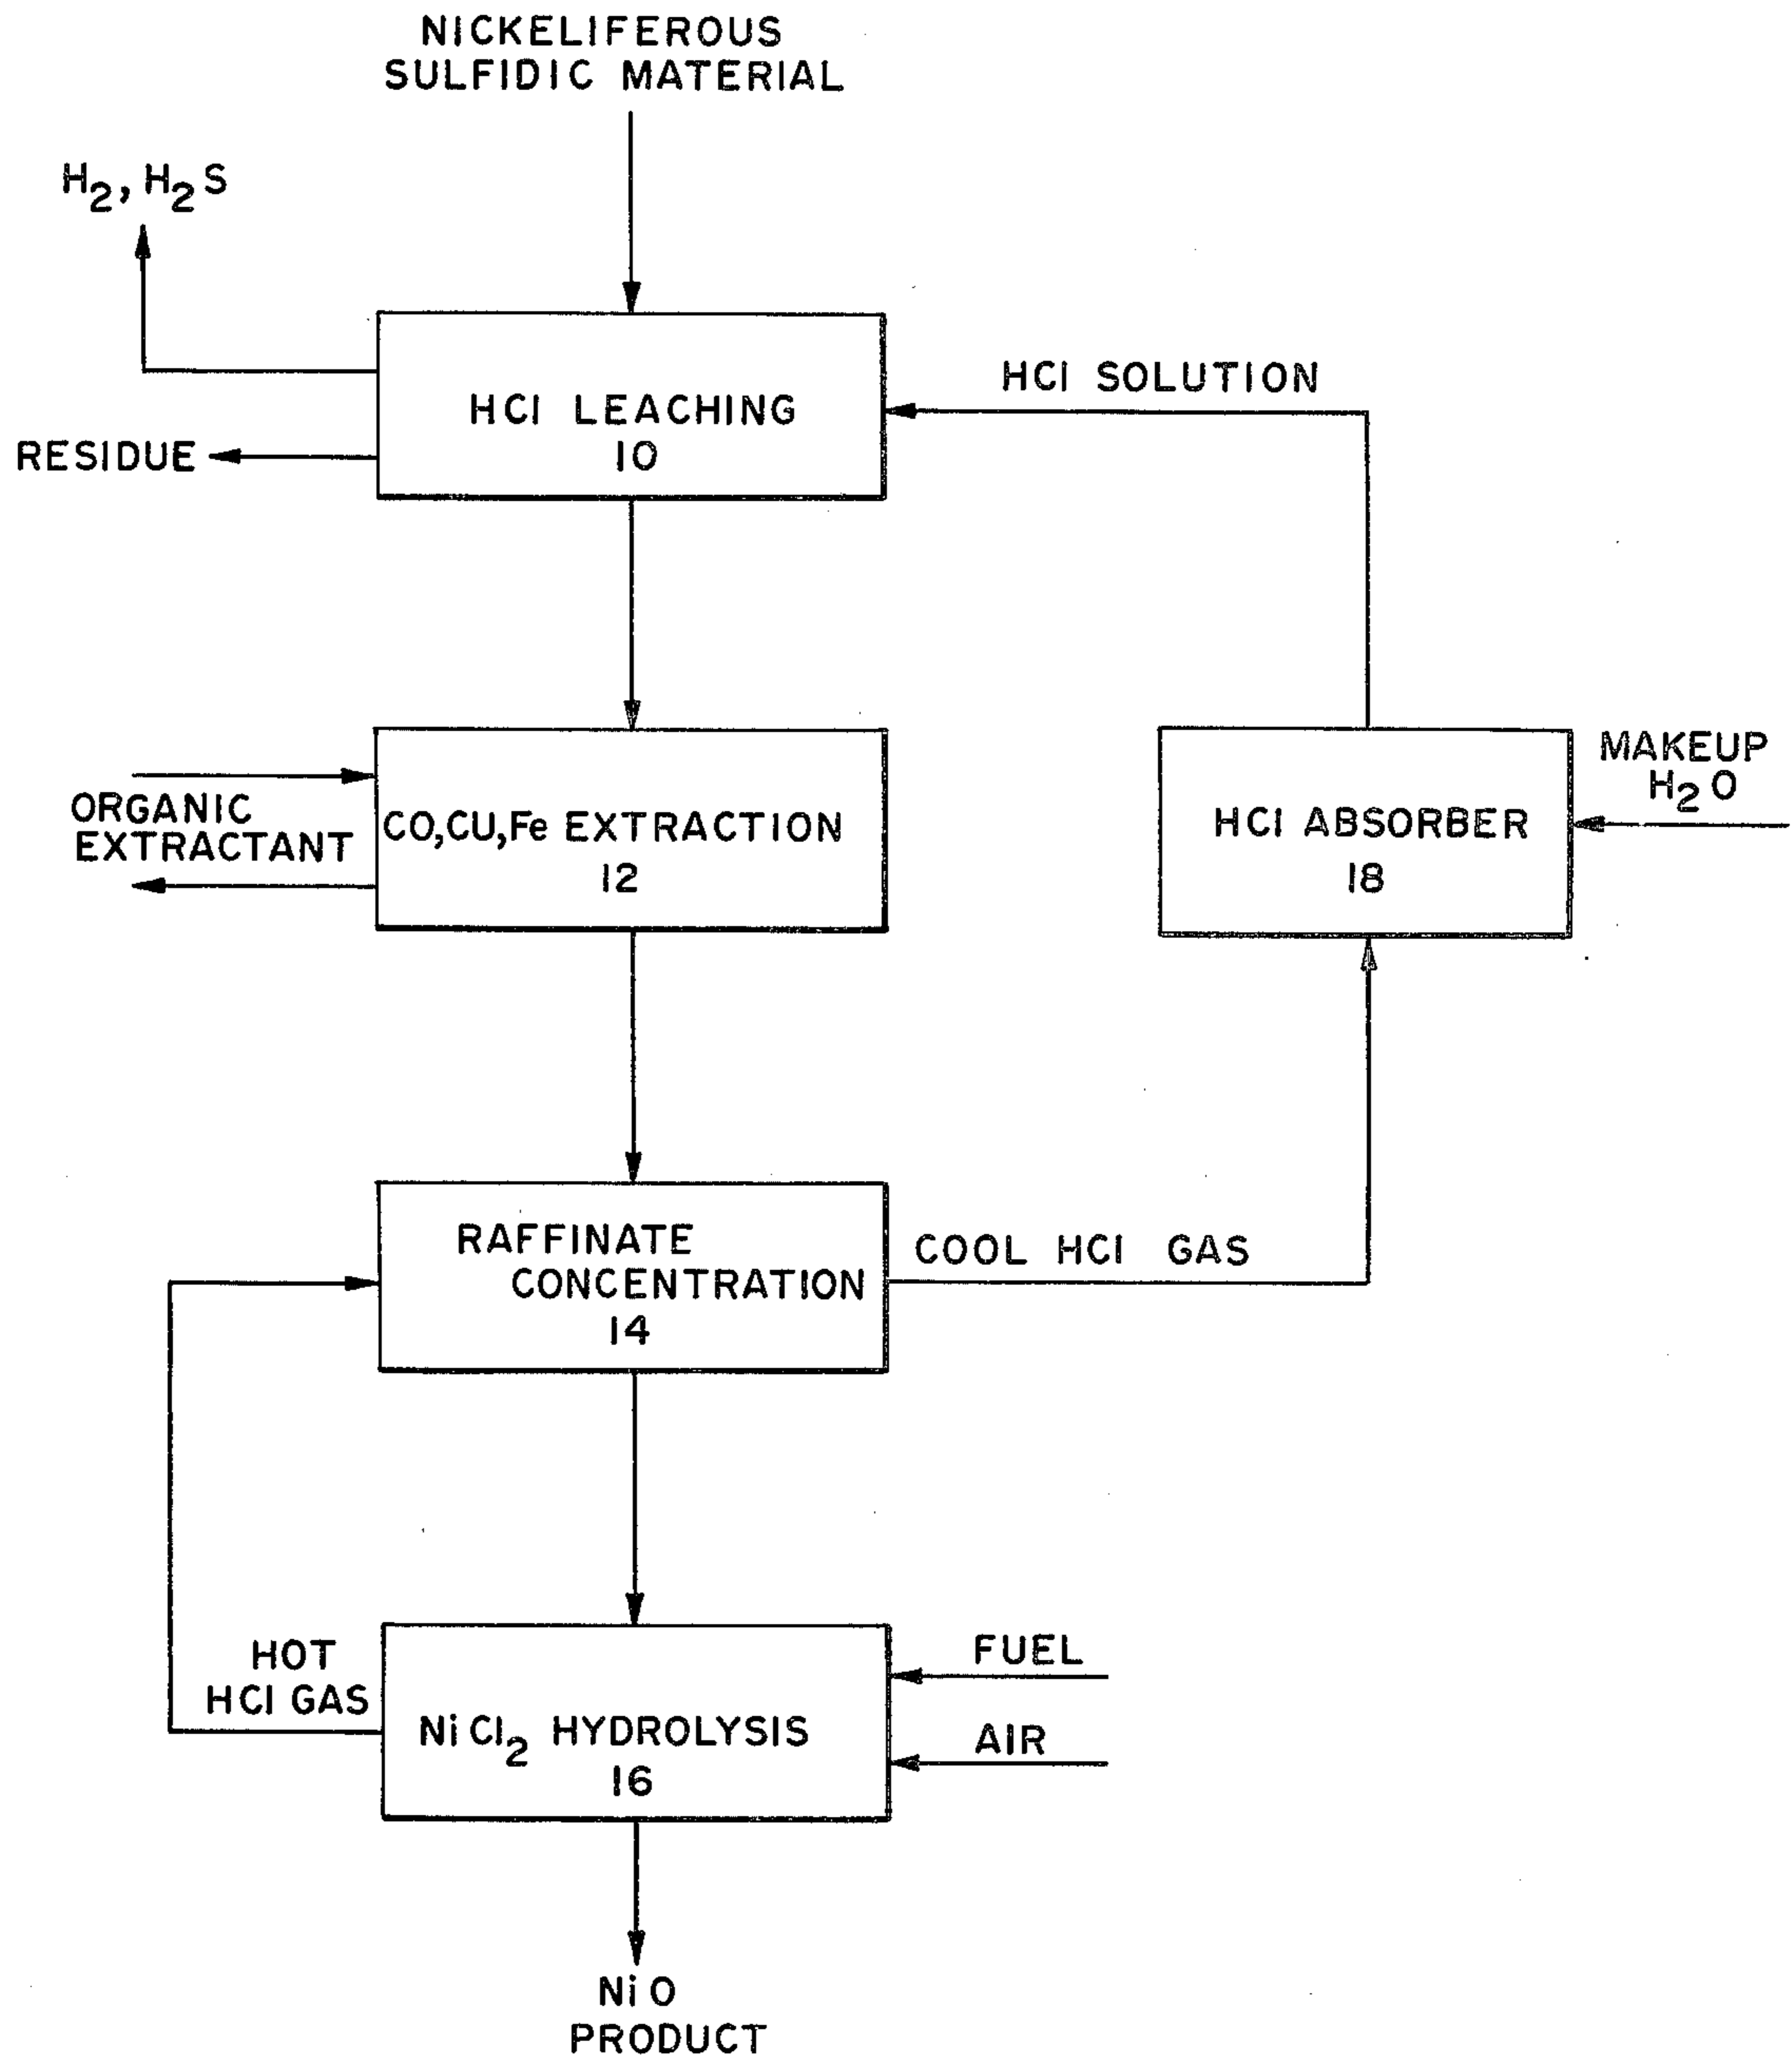 NICKELIFEROUS
SULFIDIC MATERIAL
H2, H2S
HCl LEACHING
10
RESIDUE
HCl SOLUTION
ORGANIC
EXTRACTANT
CO,CU,Fe EXTRACTION
12
HCl ABSORBER
18
MAKEUP
H2O
RAFFINATE
CONCENTRATION
14
COOL HCl GAS
HOT
HCl GAS
NiCl2 HYDROLYSIS
16
FUEL
AIR
NiO
PRODUCT